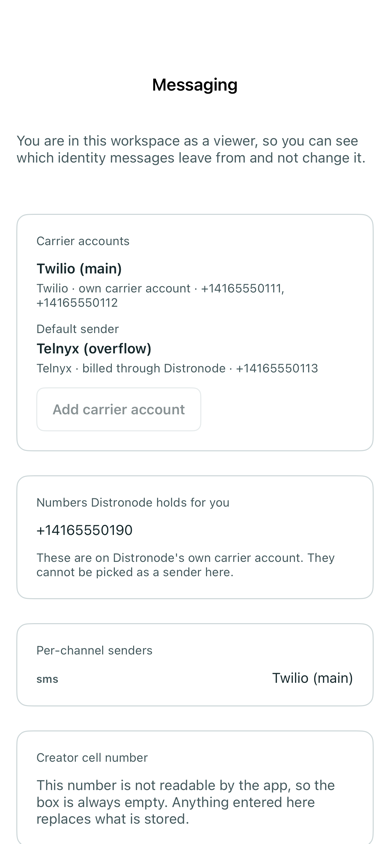 Messaging
You are in this workspace as a viewer, so you can see
which identity messages leave from and not change it.
Carrier accounts
Twilio (main)
Twilio · own carrier account · +14165550111,
+14165550112
Default sender
Telnyx (overflow)
Telnyx · billed through Distronode · +14165550113
Add carrier account
Numbers Distronode holds for you
+14165550190
These are on Distronode's own carrier account. They
cannot be picked as a sender here.
Per-channel senders
sms
Twilio (main)
Creator cell number
This number is not readable by the app, so the
box is always empty. Anything entered here
replaces what is stored.